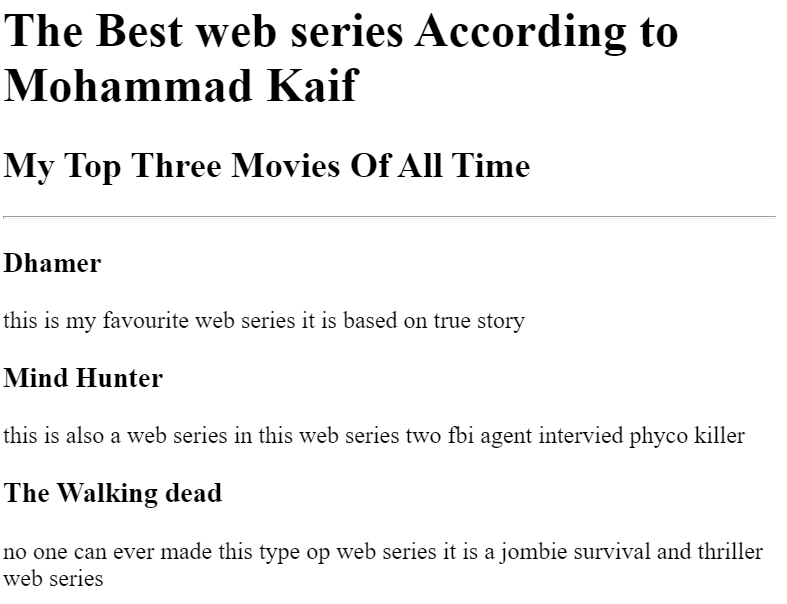 The Best web series According to
Mohammad Kaif
My Top Three Movies Of All Time
Dhamer
this is my favourite web series it is based on true story
Mind Hunter
this is also a web series in this web series two fbi agent intervied phyco killer
The Walking dead
no one can ever made this type op web series it is a jombie survival and thriller
web series